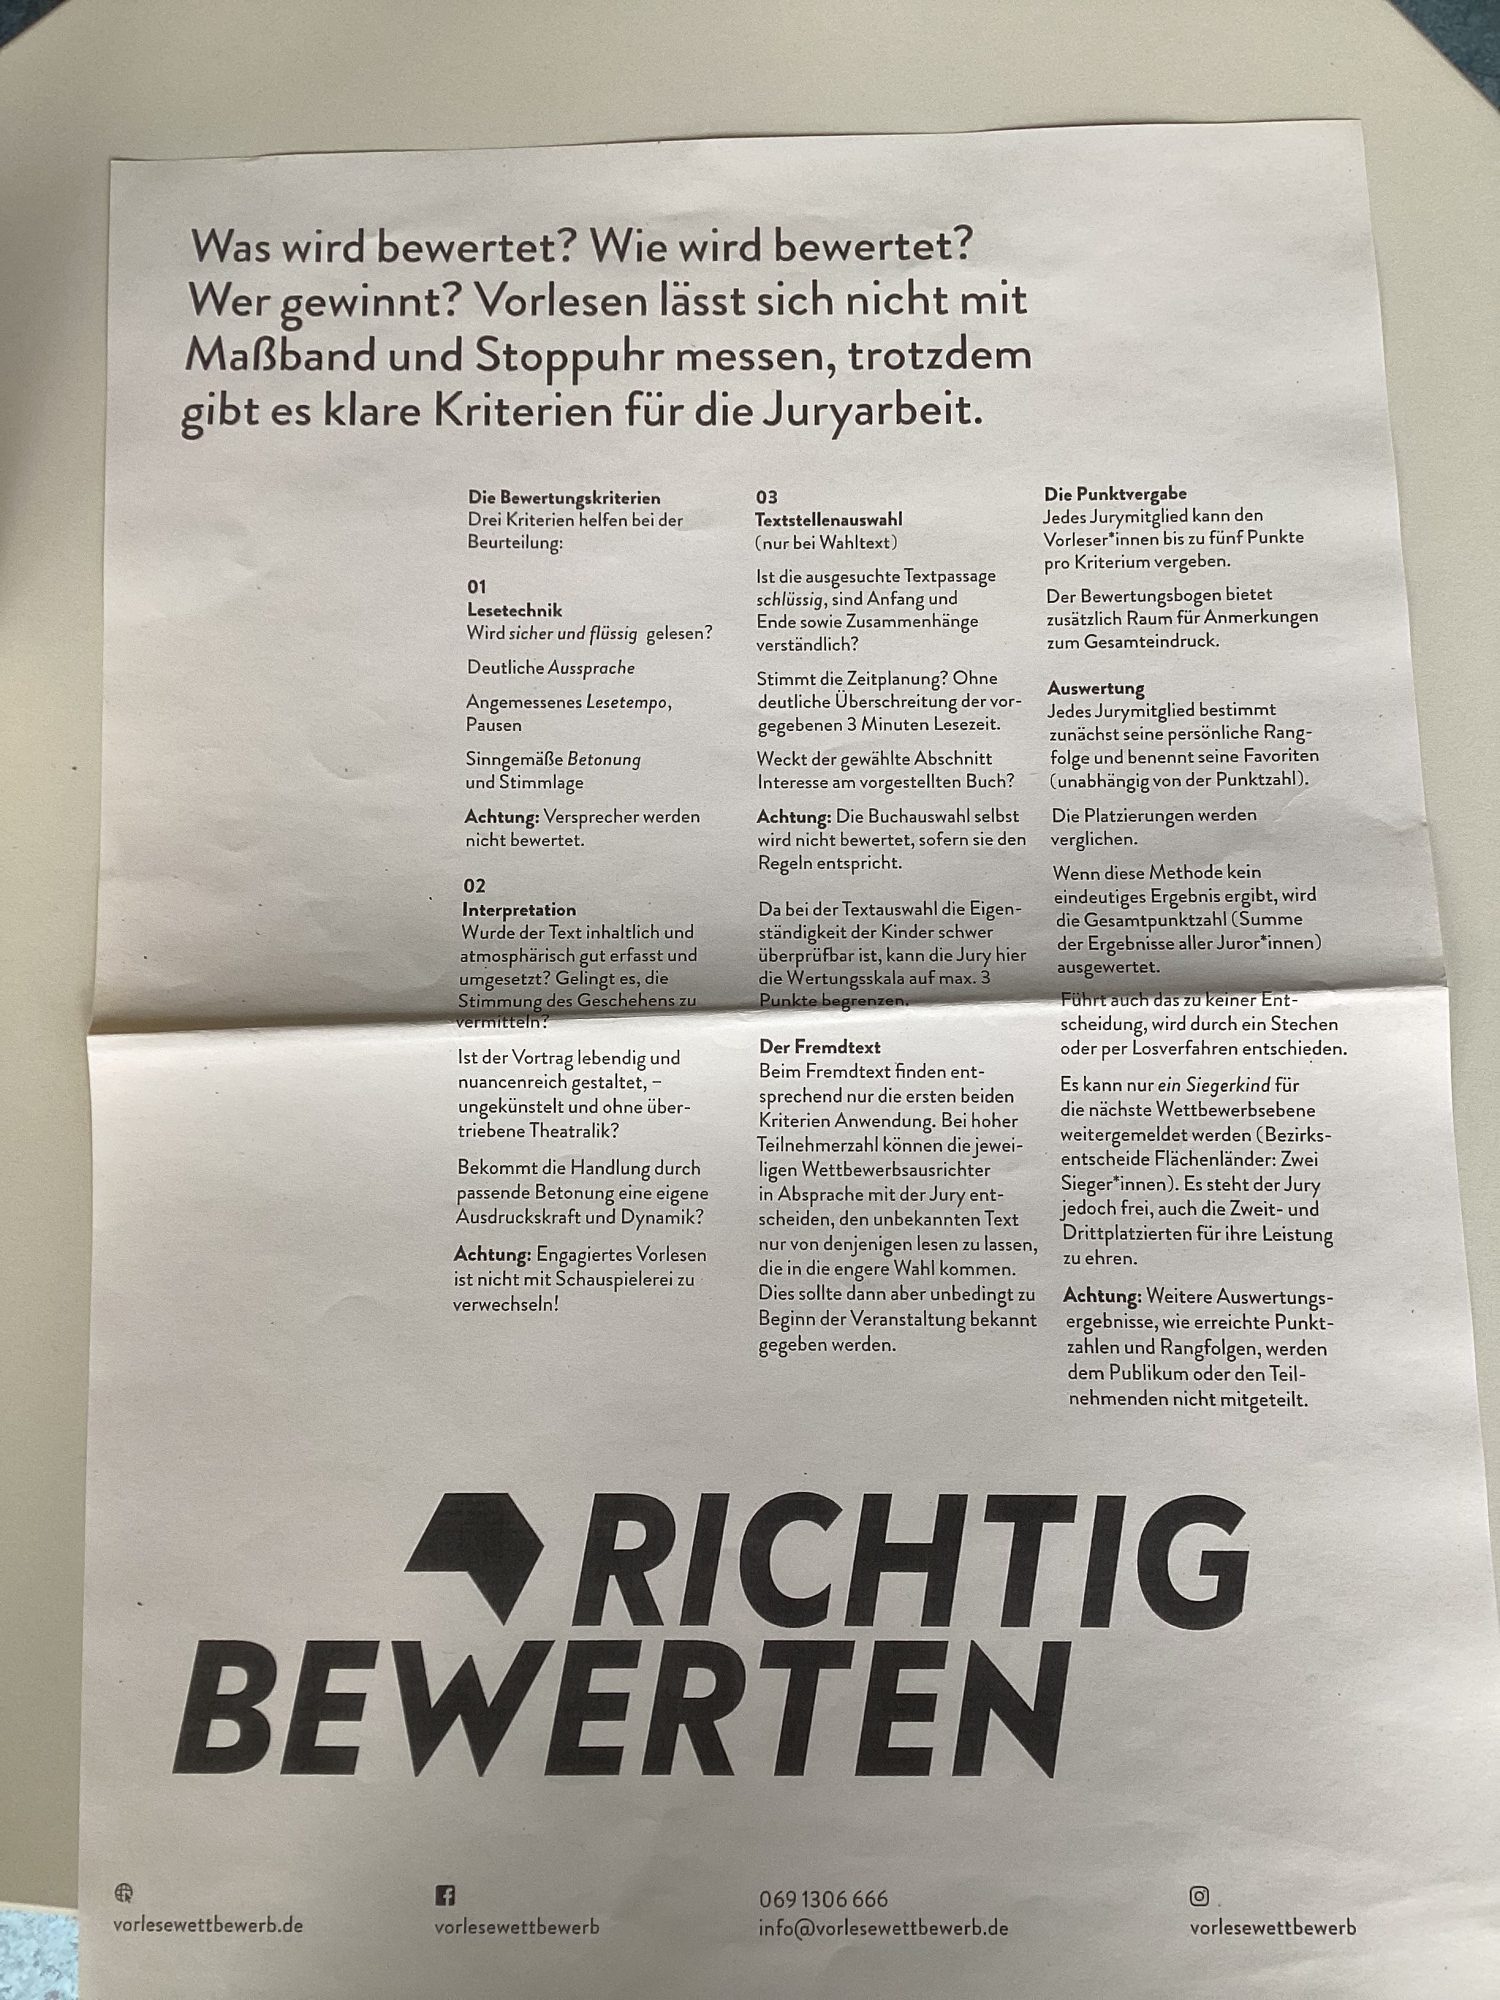 Was wird bewertet? Wie wird bewertet?
Wer gewinnt? Vorlesen lässt sich nicht mit
Maßband und Stoppuhr messen, trotzdem
gibt es klare Kriterien für die Juryarbeit.
Die Bewertungskriterien
Drei Kriterien helfen bei der
Beurteilung:
01
Lesetechnik
Wird sicher und flüssig gelesen?
Deutliche Aussprache
Angemessenes Lesetempo,
Pausen
Sinngemäße Betonung
und Stimmlage
Achtung: Versprecher werden
nicht bewertet.
02
Interpretation
Wurde der Text inhaltlich und
atmosphärisch gut erfasst und
umgesetzt? Gelingt es, die
Stimmung des Geschehens zu
vermitteln?
Ist der Vortrag lebendig und
nuancenreich gestaltet, –
ungekünstelt und ohne über-
triebene Theatralik?
Bekommt die Handlung durch
passende Betonung eine eigene
Ausdruckskraft und Dynamik?
Achtung: Engagiertes Vorlesen
ist nicht mit Schauspielerei zu
verwechseln!
03
Textstellenauswahl
(nur bei Wahltext)
Ist die ausgesuchte Textpassage
schlüssig, sind Anfang und
Ende sowie Zusammenhänge
verständlich?
Stimmt die Zeitplanung? Ohne
deutliche Überschreitung der vor-
gegebenen 3 Minuten Lesezeit.
Weckt der gewählte Abschnitt
Interesse am vorgestellten Buch?
Achtung: Die Buchauswahl selbst
wird nicht bewertet, sofern sie den
Regeln entspricht.
Da bei der Textauswahl die Eigen-
ständigkeit der Kinder schwer
überprüfbar ist, kann die Jury hier
die Wertungsskala auf max. 3
Punkte begrenzen.
Der Fremdtext
Beim Fremdtext finden ent-
sprechend nur die ersten beiden
Kriterien Anwendung. Bei hoher
Teilnehmerzahl können die jewei-
ligen Wettbewerbsausrichter
in Absprache mit der Jury ent-
scheiden, den unbekannten Text
nur von denjenigen lesen zu lassen,
die in die engere Wahl kommen.
Dies sollte dann aber unbedingt zu
Beginn der Veranstaltung bekannt
gegeben werden.
Die Punktvergabe
Jedes Jurymitglied kann den
Vorleser*innen bis zu fünf Punkte
pro Kriterium vergeben.
Der Bewertungsbogen bietet
zusätzlich Raum für Anmerkungen
zum Gesamteindruck.
Auswertung
Jedes Jurymitglied bestimmt
zunächst seine persönliche Rang-
folge und benennt seine Favoriten
(unabhängig von der Punktzahl).
Die Platzierungen werden
verglichen.
Wenn diese Methode kein
eindeutiges Ergebnis ergibt, wird
die Gesamtpunktzahl (Summe
der Ergebnisse aller Juror*innen)
ausgewertet.
Führt auch das zu keiner Ent-
scheidung, wird durch ein Stechen
oder per Losverfahren entschieden.
Es kann nur ein Siegerkind für
die nächste Wettbewerbsebene
weitergemeldet werden (Bezirks-
entscheide Flächenländer: Zwei
Sieger*innen). Es steht der Jury
jedoch frei, auch die Zweit- und
Drittplatzierten für ihre Leistung
zu ehren.
Achtung: Weitere Auswertungs-
ergebnisse, wie erreichte Punkt-
zahlen und Rangfolgen, werden
dem Publikum oder den Teil-
nehmenden nicht mitgeteilt.
RICHTIG
BEWERTEN
vorlesewettbewerb.de
vorlesewettbewerb
069 1306 666
info@vorlesewettbewerb.de
vorlesewettbewerb